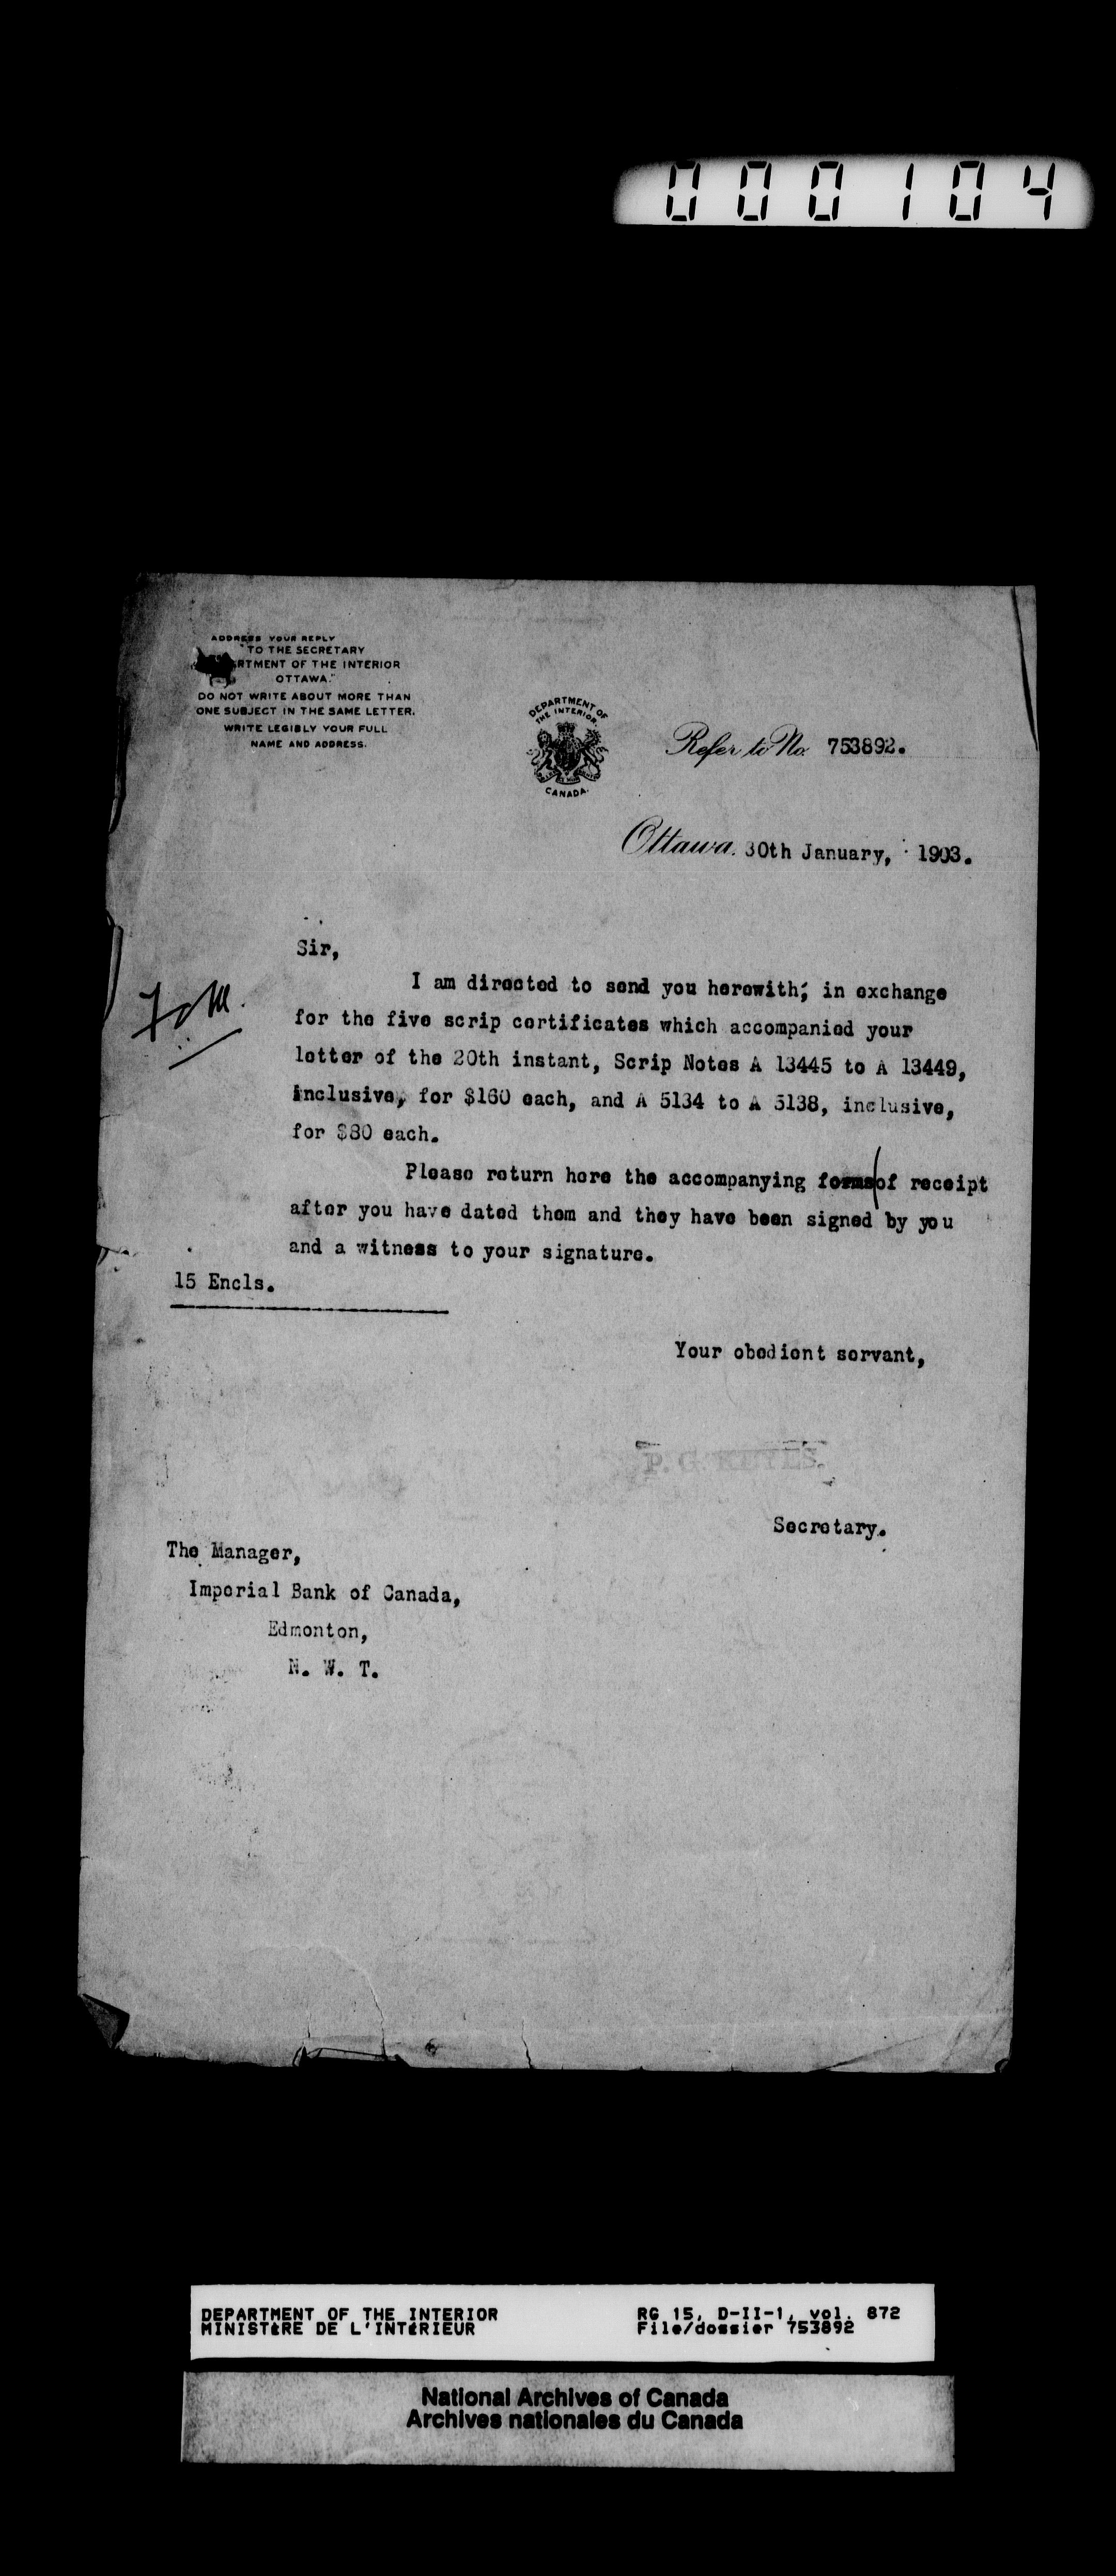 000104
ADDRESS YOUR REPLY
"TO THE SECRETARY
RTMENT OF THE INTERIOR
OTTAWA."
DO NOT WRITE ABOUT MORE THAN
ONE SUBJECT IN THE SAME LETTER.
WRITE LEGIBLY YOUR FULL
NAME AND ADDRESS.
DEPARTMENT OF
THE INTERIOR.
CANADA.
Refer to No. 753892.
Ottawa. 30th January, 1903.
Sir,
I am directed to send you herewith, in exchange
for the five scrip certificates which accompanied your
letter of the 20th instant, Scrip Notes A 13445 to A 13449,
inclusive, for $160 each, and A 5134 to A 5138, inclusive,
for $80 each.
Please return here the accompanying forms of receipt
after you have dated them and they have been signed by you
and a witness to your signature.
15 Encls.
Your obedient servant,
P. G. KEYES.
Secretary.
The Manager,
Imperial Bank of Canada,
Edmonton,
N. W. T.
DEPARTMENT OF THE INTERIOR RG 15, D-II-1, vol. 872
MINISTÈRE DE L'INTÉRIEUR File/dossier 753892
National Archives of Canada
Archives nationales du Canada